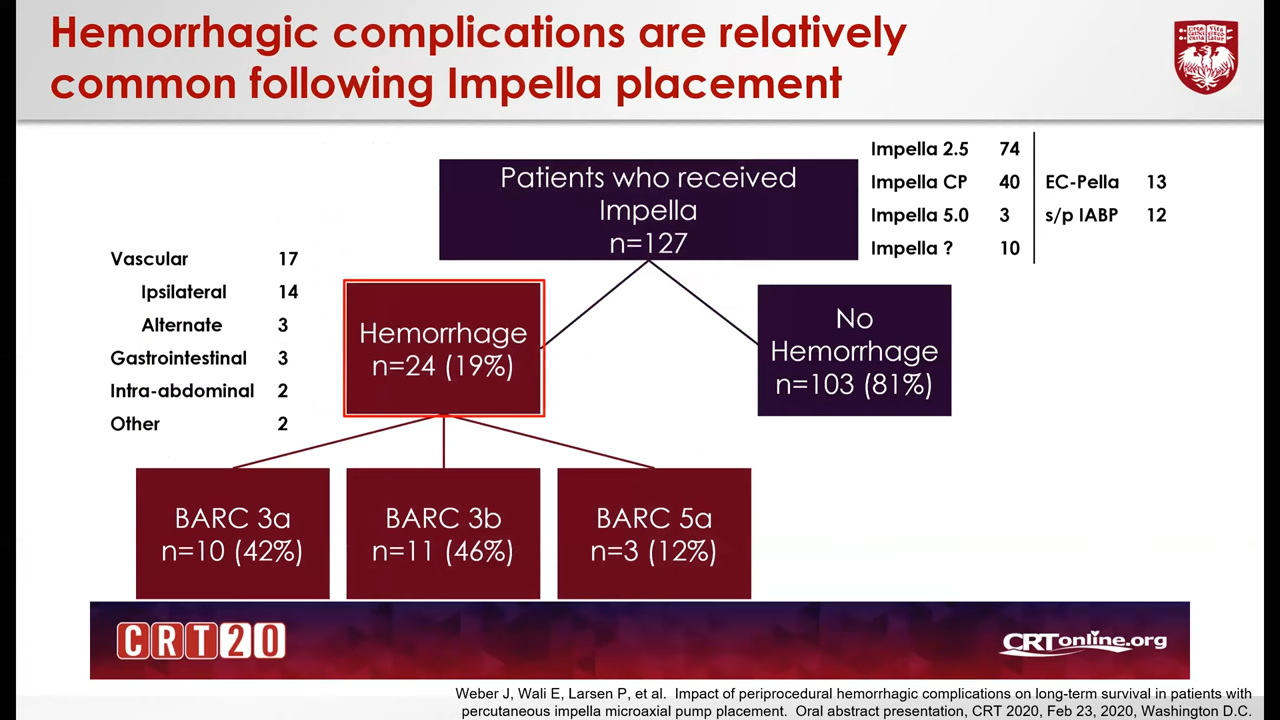 Hemorrhagic complications are relatively
common following Impella placement
Patients who received
Impella
n=127
Impella 2.5 74
Impella CP 40
Impella 5.0 3
Impella ? 10
EC-Pella 13
s/p IABP 12
Vascular 17
Ipsilateral 14
Alternate 3
Gastrointestinal 3
Intra-abdominal 2
Other 2
Hemorrhage
n=24 (19%)
No
Hemorrhage
n=103 (81%)
BARC 3a
n=10 (42%)
BARC 3b
n=11 (46%)
BARC 5a
n=3 (12%)
CRT20
CRTonline.org
Weber J, Wali E, Larsen P, et al. Impact of periprocedural hemorrhagic complications on long-term survival in patients with
percutaneous impella microaxial pump placement. Oral abstract presentation, CRT 2020, Feb 23, 2020, Washington D.C.